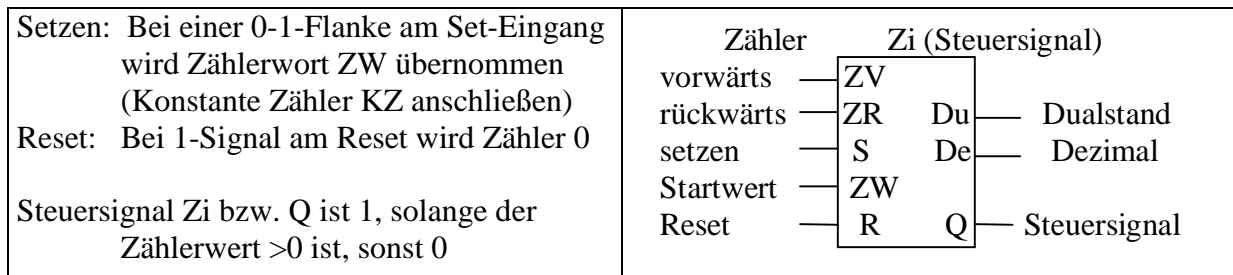 Setzen: Bei einer 0-1-Flanke am Set-Eingang
wird Zählerwort ZW übernommen
(Konstante Zähler KZ anschließen)
Reset: Bei 1-Signal am Reset wird Zähler 0
Steuersignal Zi bzw. Q ist 1, solange der
Zählerwert >0 ist, sonst 0
Zähler Zi (Steuersignal)
vorwärts ZV
rückwärts ZR Du Dualstand
setzen S De Dezimal
Startwert ZW
Reset R Q Steuersignal